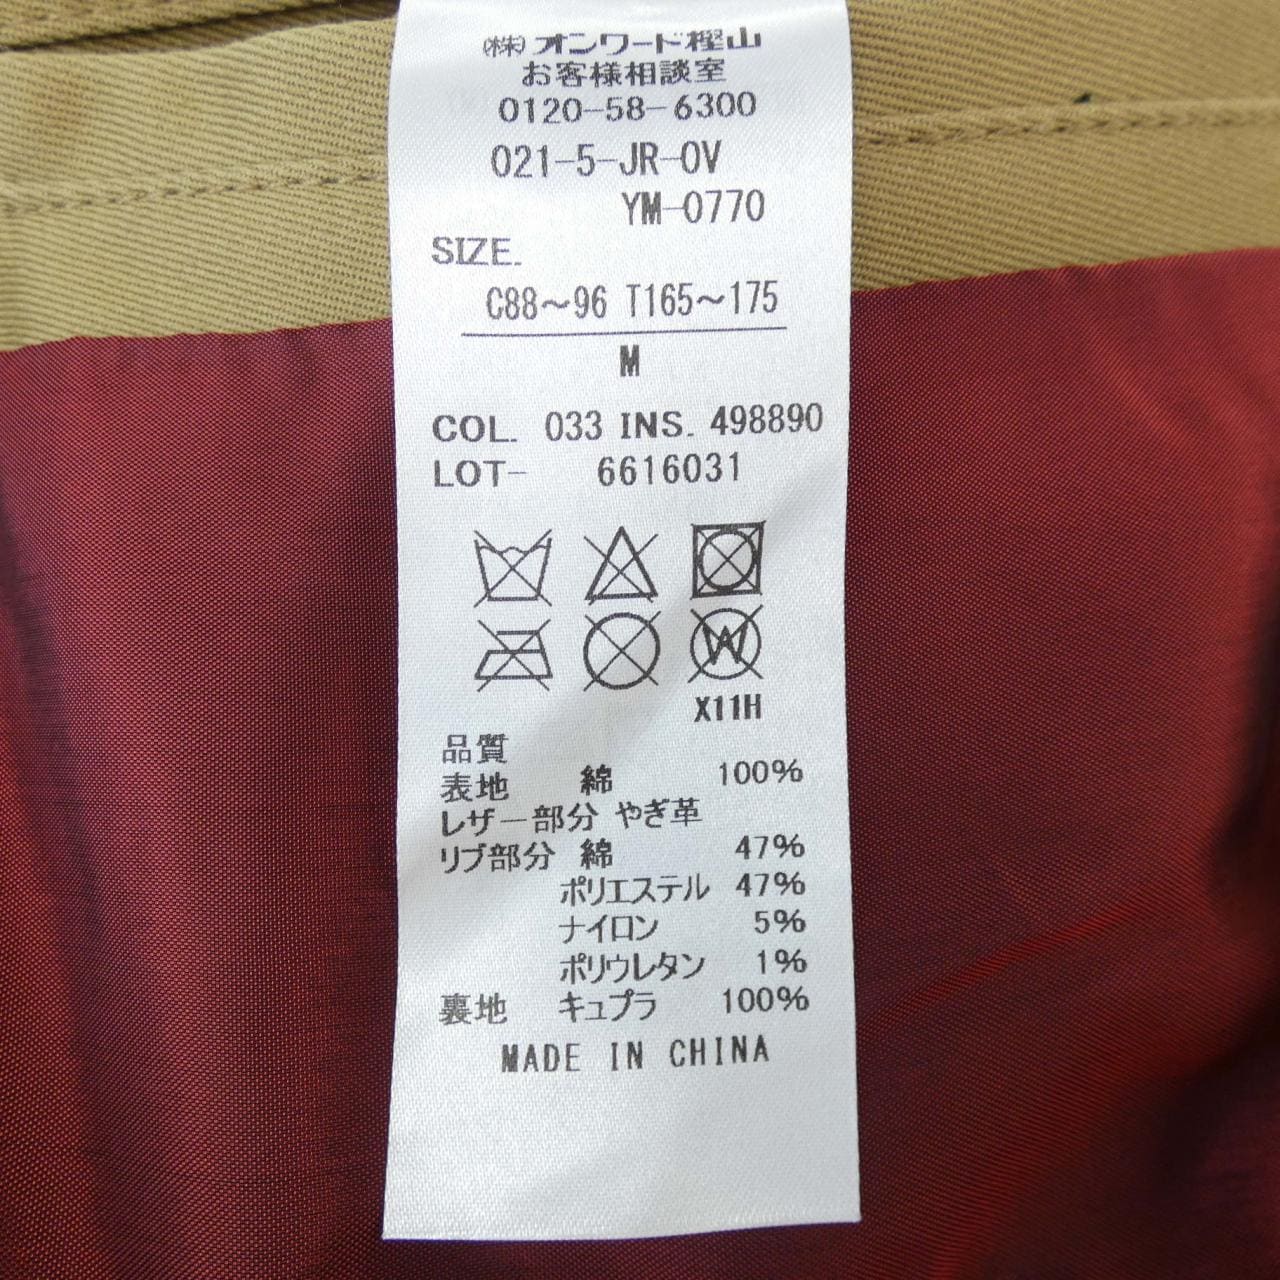 ㈱オンワード樫山
お客様相談室
0120-58-6300
021-5-JR-OV
YM-0770
SIZE.
C88～96 T165～175
M
COL. 033 INS. 498890
LOT- 6616031
W
X11H
品質
表地 綿 100%
レザー部分 やぎ革
リブ部分 綿 47%
ポリエステル 47%
ナイロン 5%
ポリウレタン 1%
裏地 キュプラ 100%
MADE IN CHINA